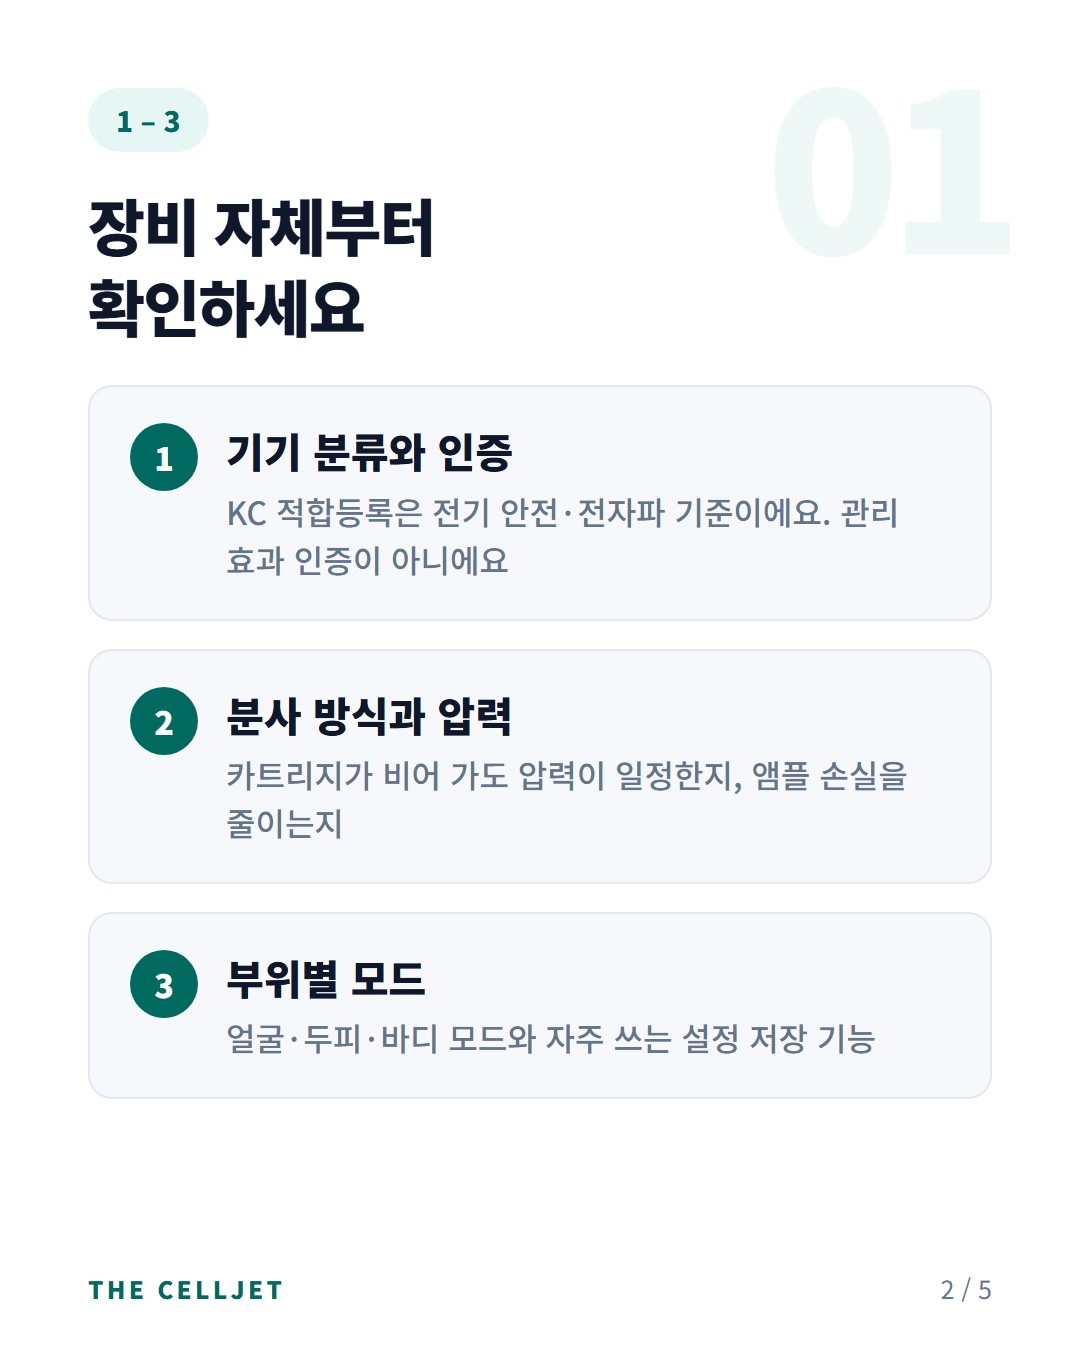 1 – 3
01
장비 자체부터
확인하세요
1
기기 분류와 인증
KC 적합등록은 전기 안전·전자파 기준이에요. 관리
효과 인증이 아니에요
2
분사 방식과 압력
카트리지가 비어 가도 압력이 일정한지, 앰플 손실을
줄이는지
3
부위별 모드
얼굴·두피·바디 모드와 자주 쓰는 설정 저장 기능
THE CELLJET
2 / 5